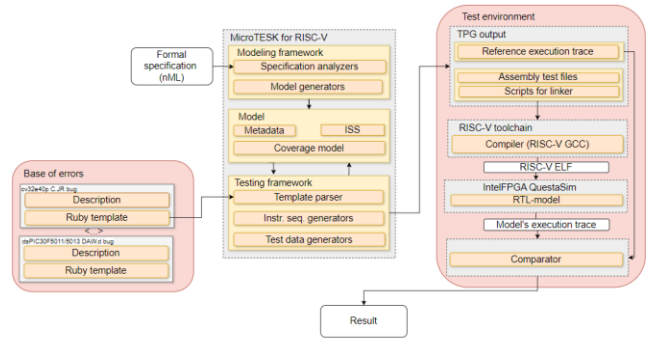 Formal
specification
(nML)
MicroTESK for RISC-V
Modeling framework
Specification analyzers
Model generators
Model
Metadata
ISS
Coverage model
Testing framework
Template parser
Instr. seq. generators
Test data generators
Base of errors
cv32e40p C.JR bug
Description
Ruby template
<...>
dsPIC30F5011/5013 DAW.d bug
Description
Ruby template
Test environment
TPG output
Reference execution trace
Assembly test files
Scripts for linker
RISC-V toolchain
Compiler (RISC-V GCC)
RISC-V ELF
IntelFPGA QuestaSim
RTL-model
Model's execution trace
Comparator
Result